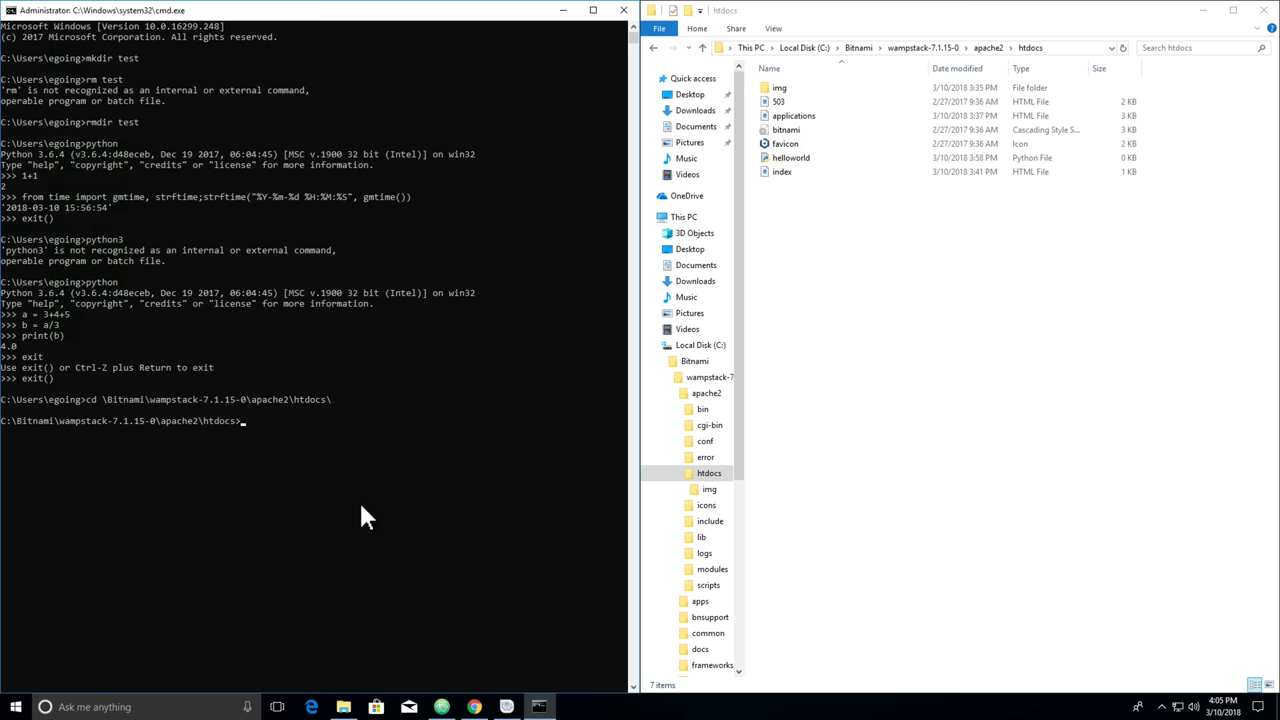 Administrator: C:\Windows\system32\cmd.exe
Microsoft Windows [Version 10.0.16299.248]
(c) 2017 Microsoft Corporation. All rights reserved.
C:\Users\egoing>mkdir test
C:\Users\egoing>rm test
'rm' is not recognized as an internal or external command,
operable program or batch file.
C:\Users\egoing>rmdir test
C:\Users\egoing>python
Python 3.6.4 (v3.6.4:d48eceb, Dec 19 2017, 06:04:45) [MSC v.1900 32 bit (Intel)] on win32
Type "help", "copyright", "credits" or "license" for more information.
>>> 1+1
2
>>> from time import gmtime, strftime;strftime("%Y-%m-%d %H:%M:%S", gmtime())
'2018-03-10 15:56:54'
>>> exit()
C:\Users\egoing>python3
'python3' is not recognized as an internal or external command,
operable program or batch file.
C:\Users\egoing>python
Python 3.6.4 (v3.6.4:d48eceb, Dec 19 2017, 06:04:45) [MSC v.1900 32 bit (Intel)] on win32
Type "help", "copyright", "credits" or "license" for more information.
>>> a = 3+4+5
>>> b = a/3
>>> print(b)
4.0
>>> exit
Use exit() or Ctrl-Z plus Return to exit
>>> exit()
C:\Users\egoing>cd \Bitnami\wampstack-7.1.15-0\apache2\htdocs\
C:\Bitnami\wampstack-7.1.15-0\apache2\htdocs>
htdocs
File Home Share View
This PC > Local Disk (C:) > Bitnami > wampstack-7.1.15-0 > apache2 > htdocs
Search htdocs
Quick access
Desktop
Downloads
Documents
Pictures
Music
Videos
OneDrive
This PC
3D Objects
Desktop
Documents
Downloads
Music
Pictures
Videos
Local Disk (C:)
Bitnami
wampstack-7
apache2
bin
cgi-bin
conf
error
htdocs
img
icons
include
lib
logs
modules
scripts
apps
bnsupport
common
docs
frameworks
Name Date modified Type Size
img 3/10/2018 3:35 PM File folder
503 2/27/2017 9:36 AM HTML File 2 KB
applications 3/10/2018 3:37 PM HTML File 3 KB
bitnami 2/27/2017 9:36 AM Cascading Style S... 3 KB
favicon 2/27/2017 9:36 AM Icon 2 KB
helloworld 3/10/2018 3:58 PM Python File 0 KB
index 3/10/2018 3:41 PM HTML File 1 KB
7 items
Ask me anything
4:05 PM
3/10/2018